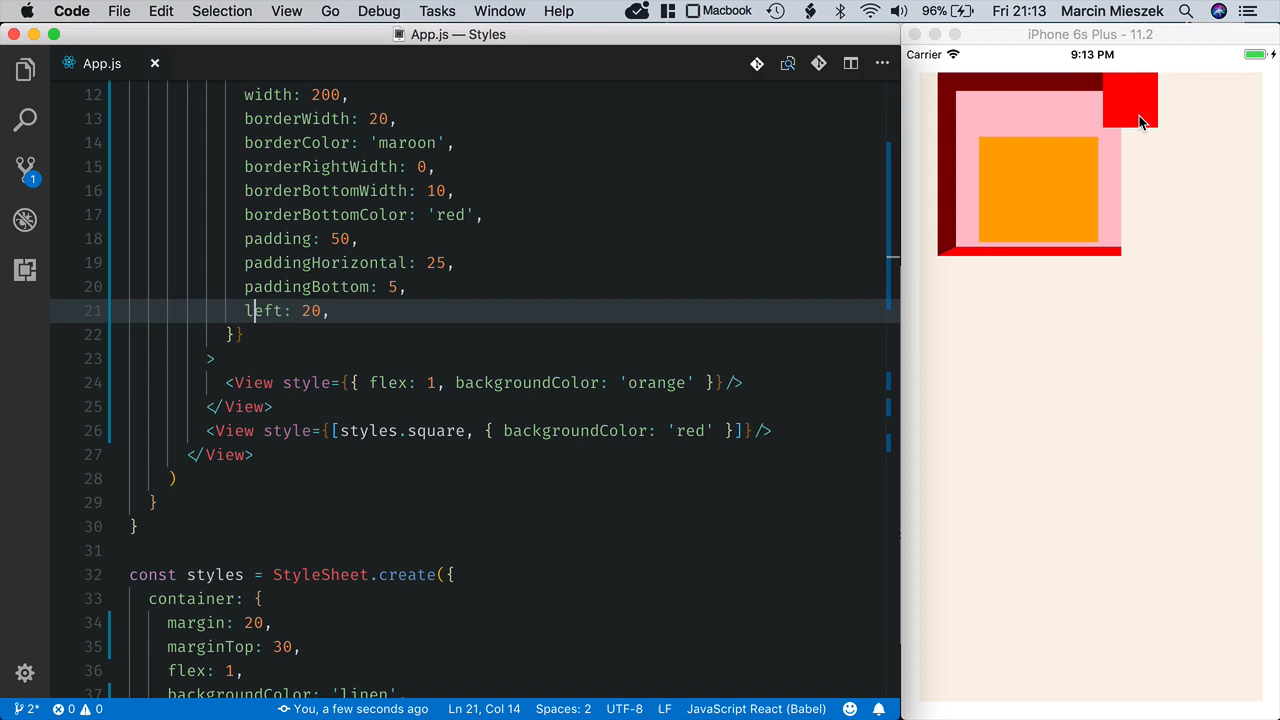 Code File Edit Selection View Go Debug Tasks Window Help Macbook 96% Fri 21:13 Marcin Mieszek
App.js — Styles
iPhone 6s Plus - 11.2
App.js
Carrier 9:13 PM
12 width: 200,
13 borderWidth: 20,
14 borderColor: 'maroon',
15 borderRightWidth: 0,
16 borderBottomWidth: 10,
17 borderBottomColor: 'red',
18 padding: 50,
19 paddingHorizontal: 25,
20 paddingBottom: 5,
21 left: 20,
22 }}
23 >
24 <View style={{ flex: 1, backgroundColor: 'orange' }}/>
25 </View>
26 <View style={[styles.square, { backgroundColor: 'red' }]}/>
27 </View>
28 )
29 }
30 }
31
32 const styles = StyleSheet.create({
33 container: {
34 margin: 20,
35 marginTop: 30,
36 flex: 1,
37 backgroundColor: 'linen',
1
2* 0 0 You, a few seconds ago Ln 21, Col 14 Spaces: 2 UTF-8 LF JavaScript React (Babel)